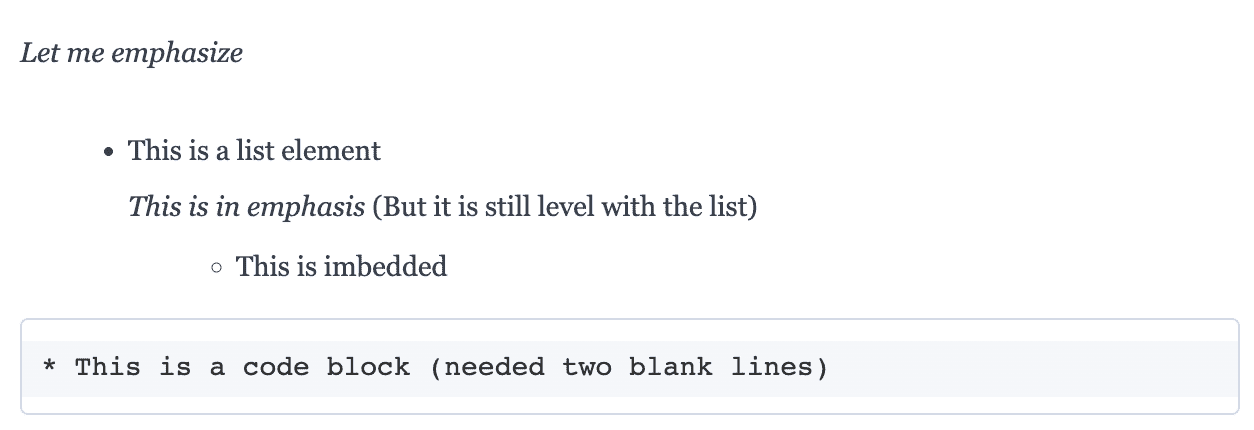 Let me emphasize
• This is a list element
This is in emphasis (But it is still level with the list)
◦ This is imbedded
* This is a code block (needed two blank lines)